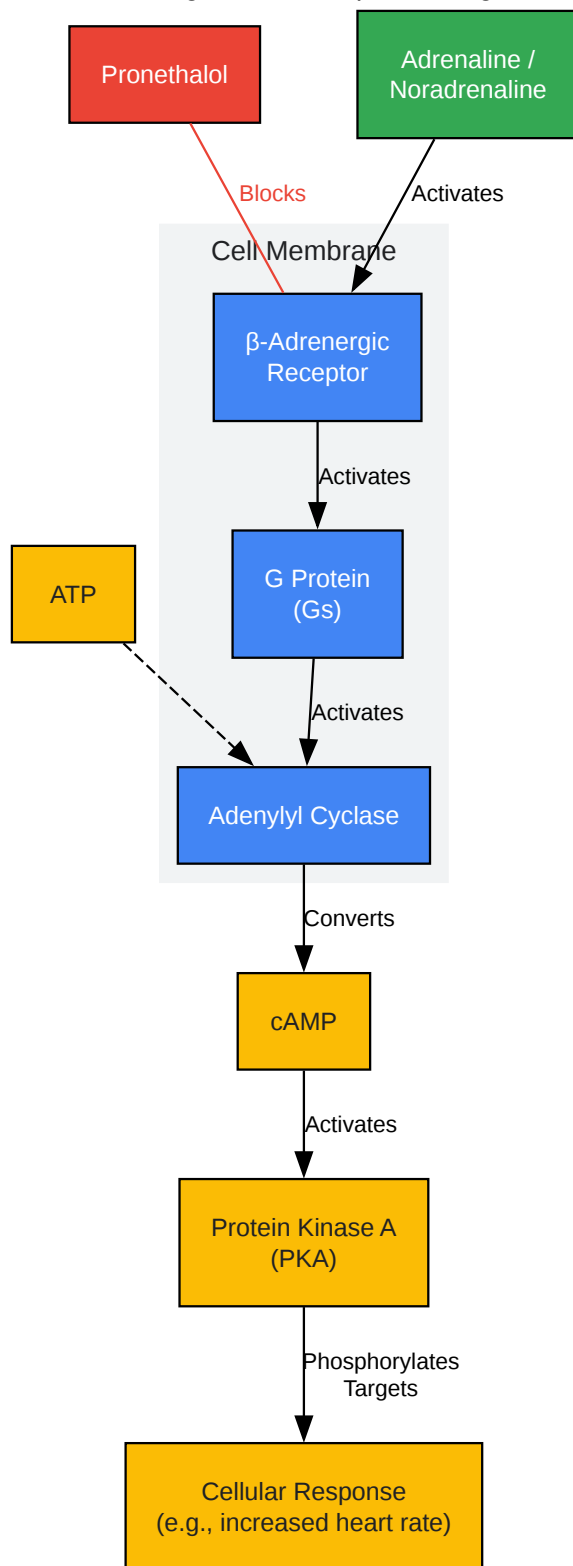 Pronethalol
Adrenaline /
Noradrenaline
Blocks
Activates
Cell Membrane
β-Adrenergic
Receptor
Activates
G Protein
(Gs)
ATP
Activates
Adenylyl Cyclase
Converts
cAMP
Activates
Protein Kinase A
(PKA)
Phosphorylates
Targets
Cellular Response
(e.g., increased heart rate)